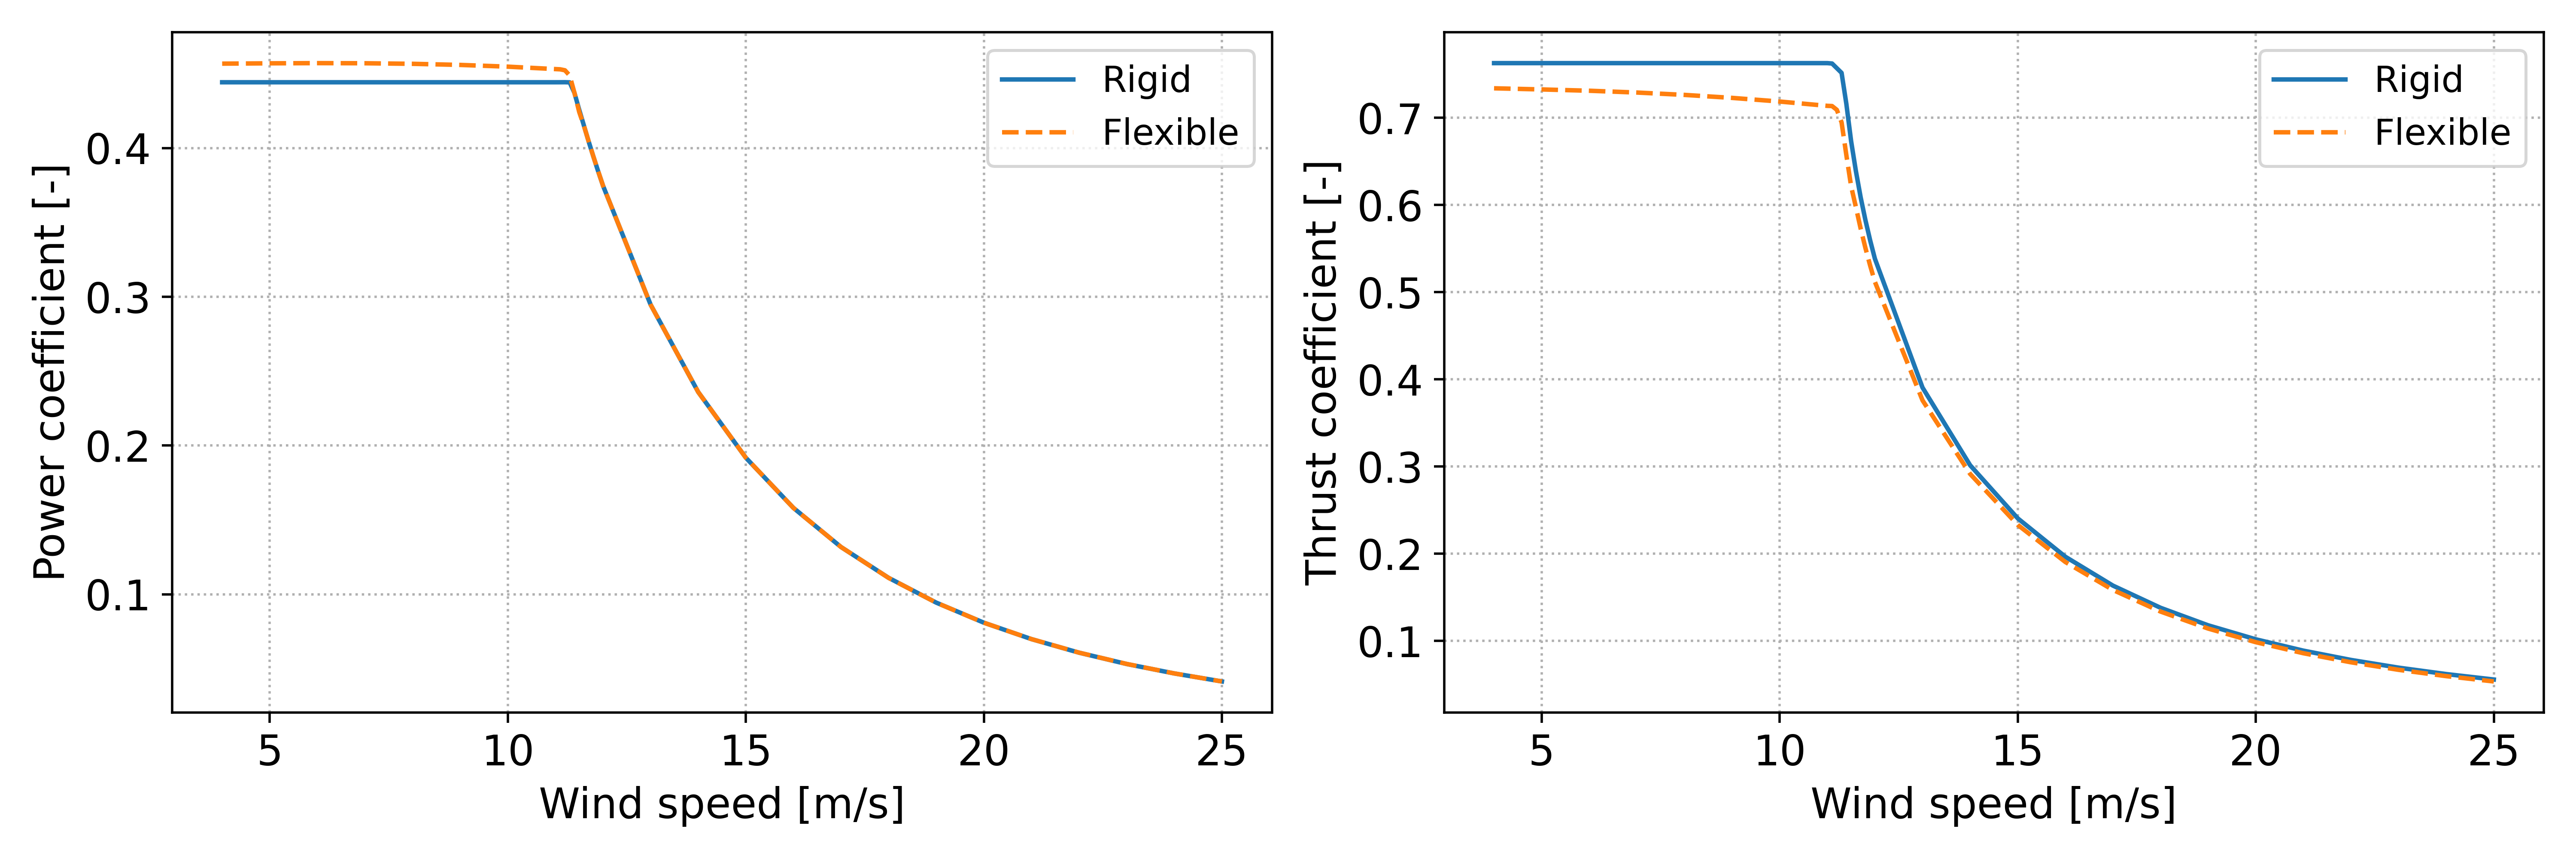 Power coefficient [-]
0.4
0.3
0.2
0.1
5
10
15
20
25
Wind speed [m/s]
Rigid
Flexible
Thrust coefficient [-]
0.7
0.6
0.5
0.4
0.3
0.2
0.1
5
10
15
20
25
Wind speed [m/s]
Rigid
Flexible